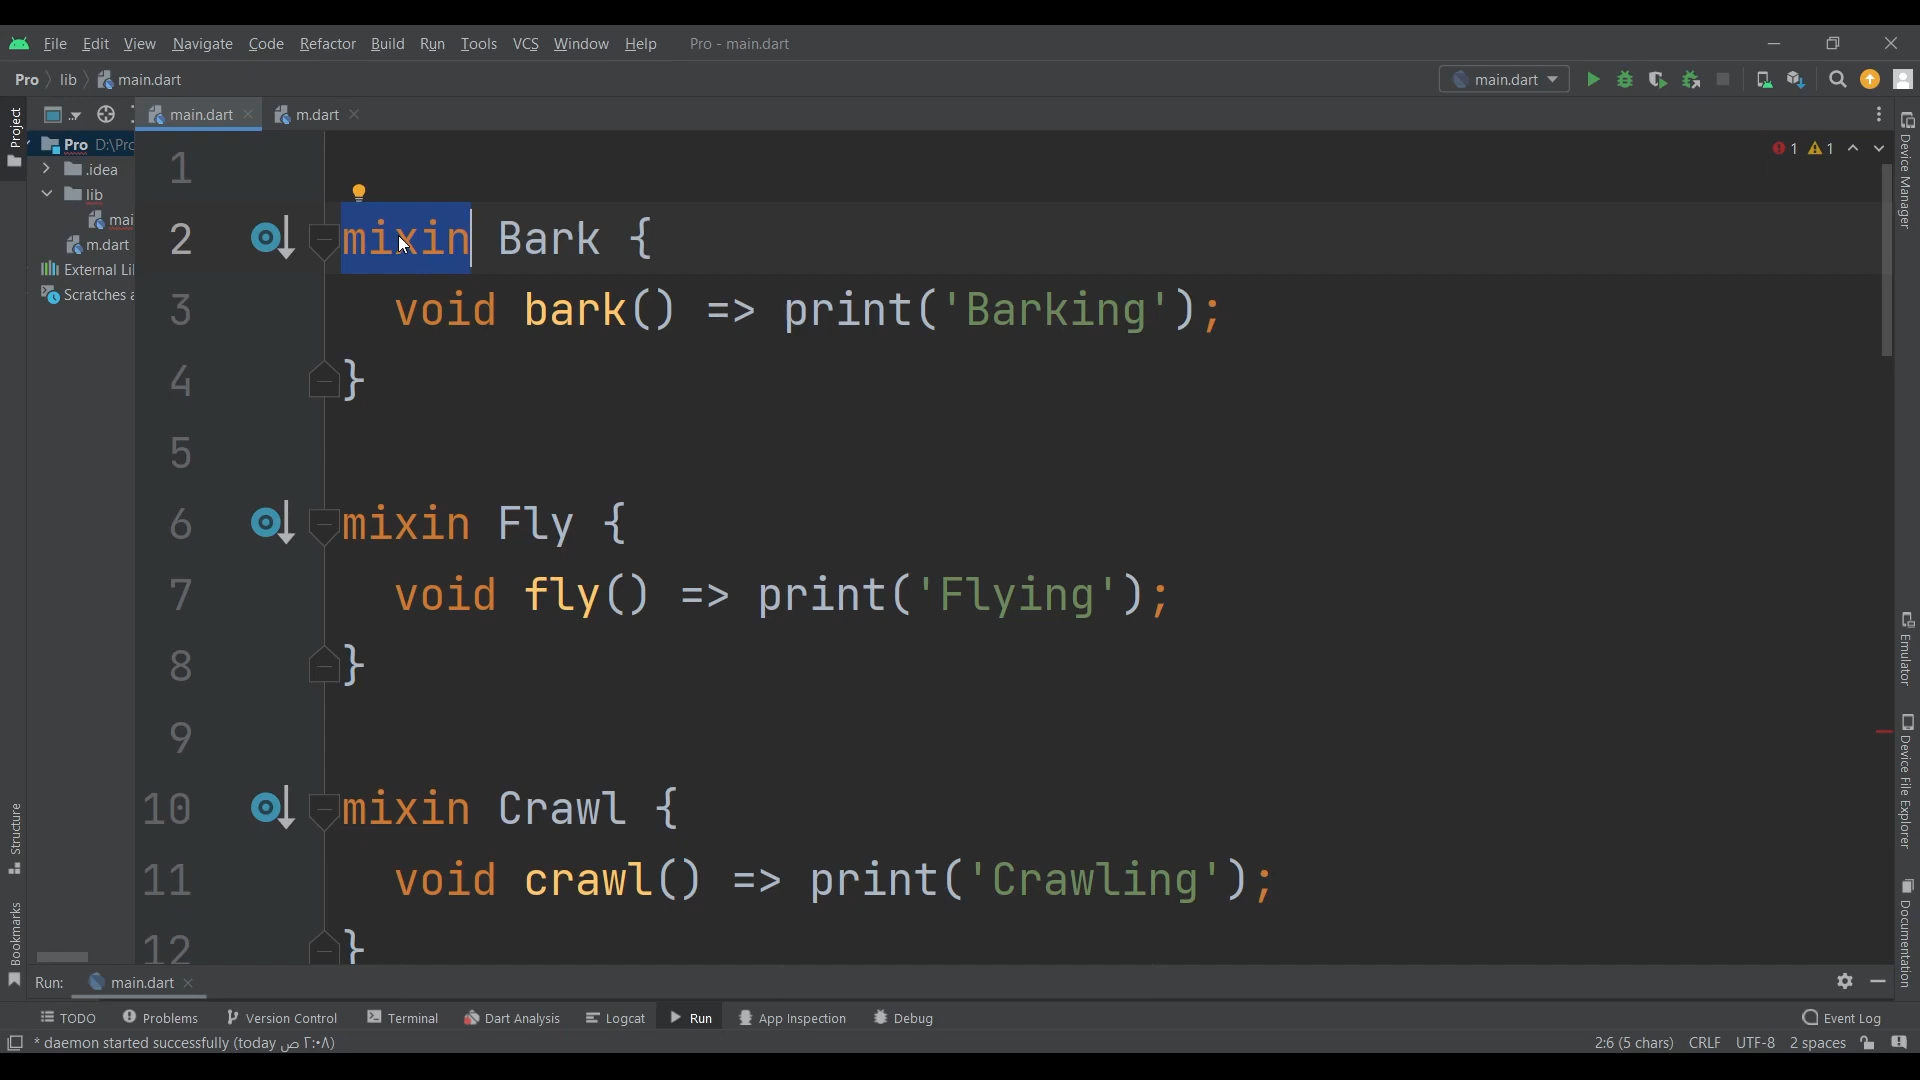 File Edit View Navigate Code Refactor Build Run Tools VCS Window Help Pro - main.dart
Pro lib main.dart
main.dart
Project
main.dart
m.dart
Pro D:\Pro
.idea
lib
mai
m.dart
External Li
Scratches a
1 1
1
2 mixin Bark {
3 void bark() => print('Barking');
4 }
5
6 mixin Fly {
7 void fly() => print('Flying');
8 }
9
10 mixin Crawl {
11 void crawl() => print('Crawling');
12 }
Structure
Bookmarks
Device Manager
Emulator
Device File Explorer
Documentation
Run: main.dart
TODO Problems Version Control Terminal Dart Analysis Logcat Run App Inspection Debug Event Log
* daemon started successfully (today ص ٢:٠٨) 2:6 (5 chars) CRLF UTF-8 2 spaces